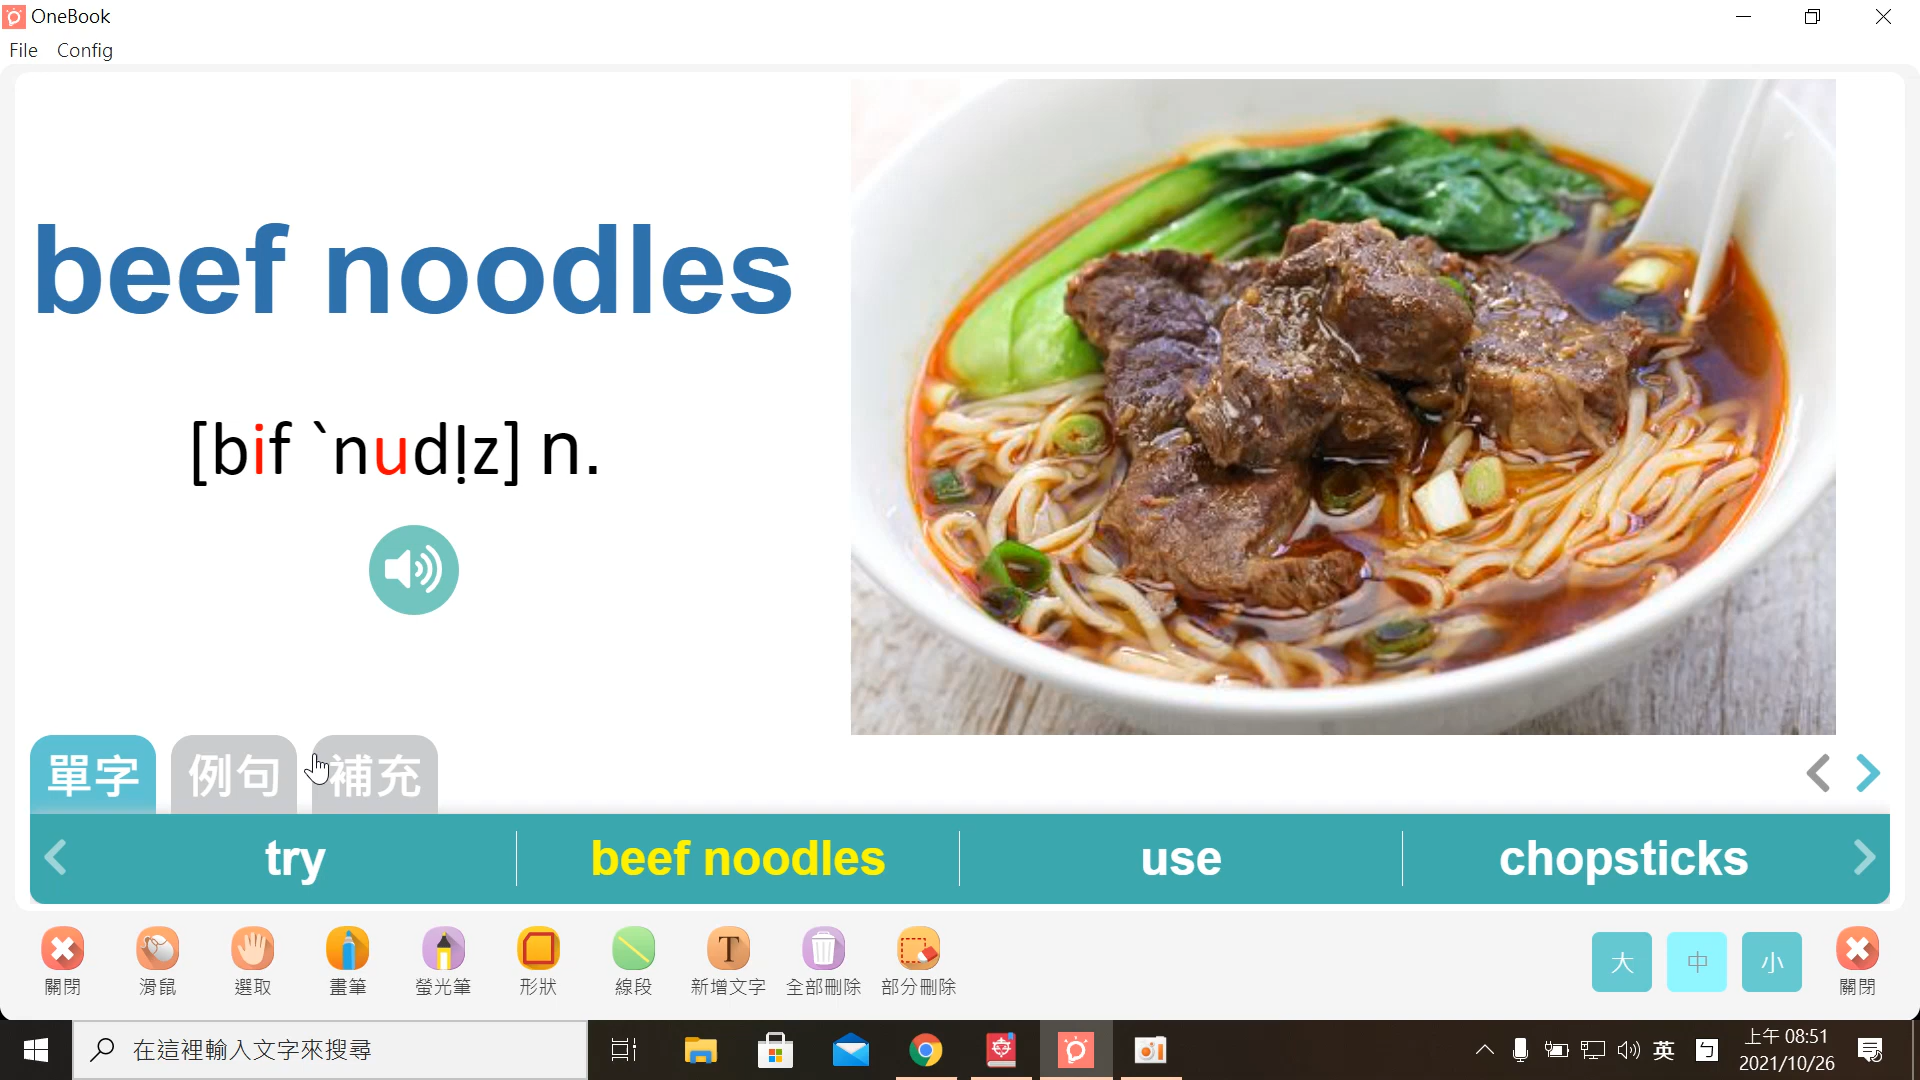 OneBook
File Config
beef noodles
[bif ˋnudl̩z] n.
單字 例句 補充
try beef noodles use chopsticks
關閉 滑鼠 選取 畫筆 螢光筆 形狀 線段 新增文字 全部刪除 部分刪除 大 中 小 關閉
在這裡輸入文字來搜尋
英 ㄅ
上午 08:51
2021/10/26